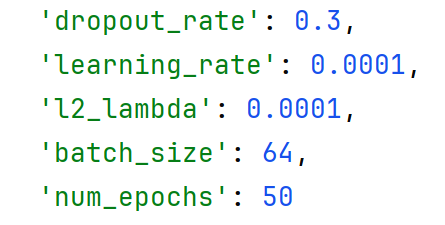 'dropout_rate': 0.3,
'learning_rate': 0.0001,
'l2_lambda': 0.0001,
'batch_size': 64,
'num_epochs': 50